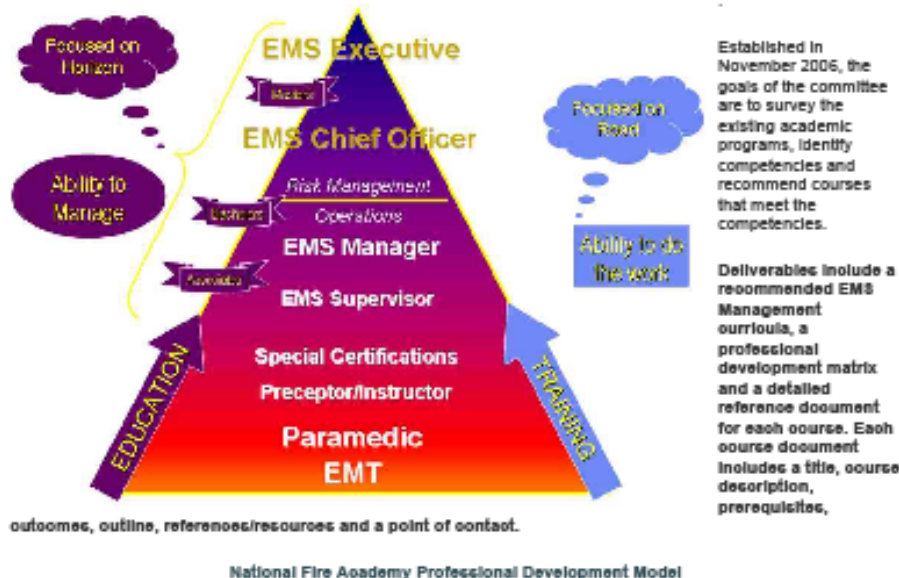 Focused on
Horizon
Ability to
Manage
EMS Executive
Masters
EMS Chief Officer
Risk Management
Bachelors
Operations
EMS Manager
Associates
EMS Supervisor
Special Certifications
Preceptor/Instructor
Paramedic
EMT
EDUCATION
TRAINING
Focused on
Road
Ability to do
the work
Established in
November 2006, the
goals of the committee
are to survey the
existing academic
programs, identify
competencies and
recommend courses
that meet the
competencies.
Deliverables include a
recommended EMS
Management
curricula, a
professional
development matrix
and a detailed
reference document
for each course. Each
course document
includes a title, course
description,
prerequisites,
outcomes, outline, references/resources and a point of contact.
National Fire Academy Professional Development Model